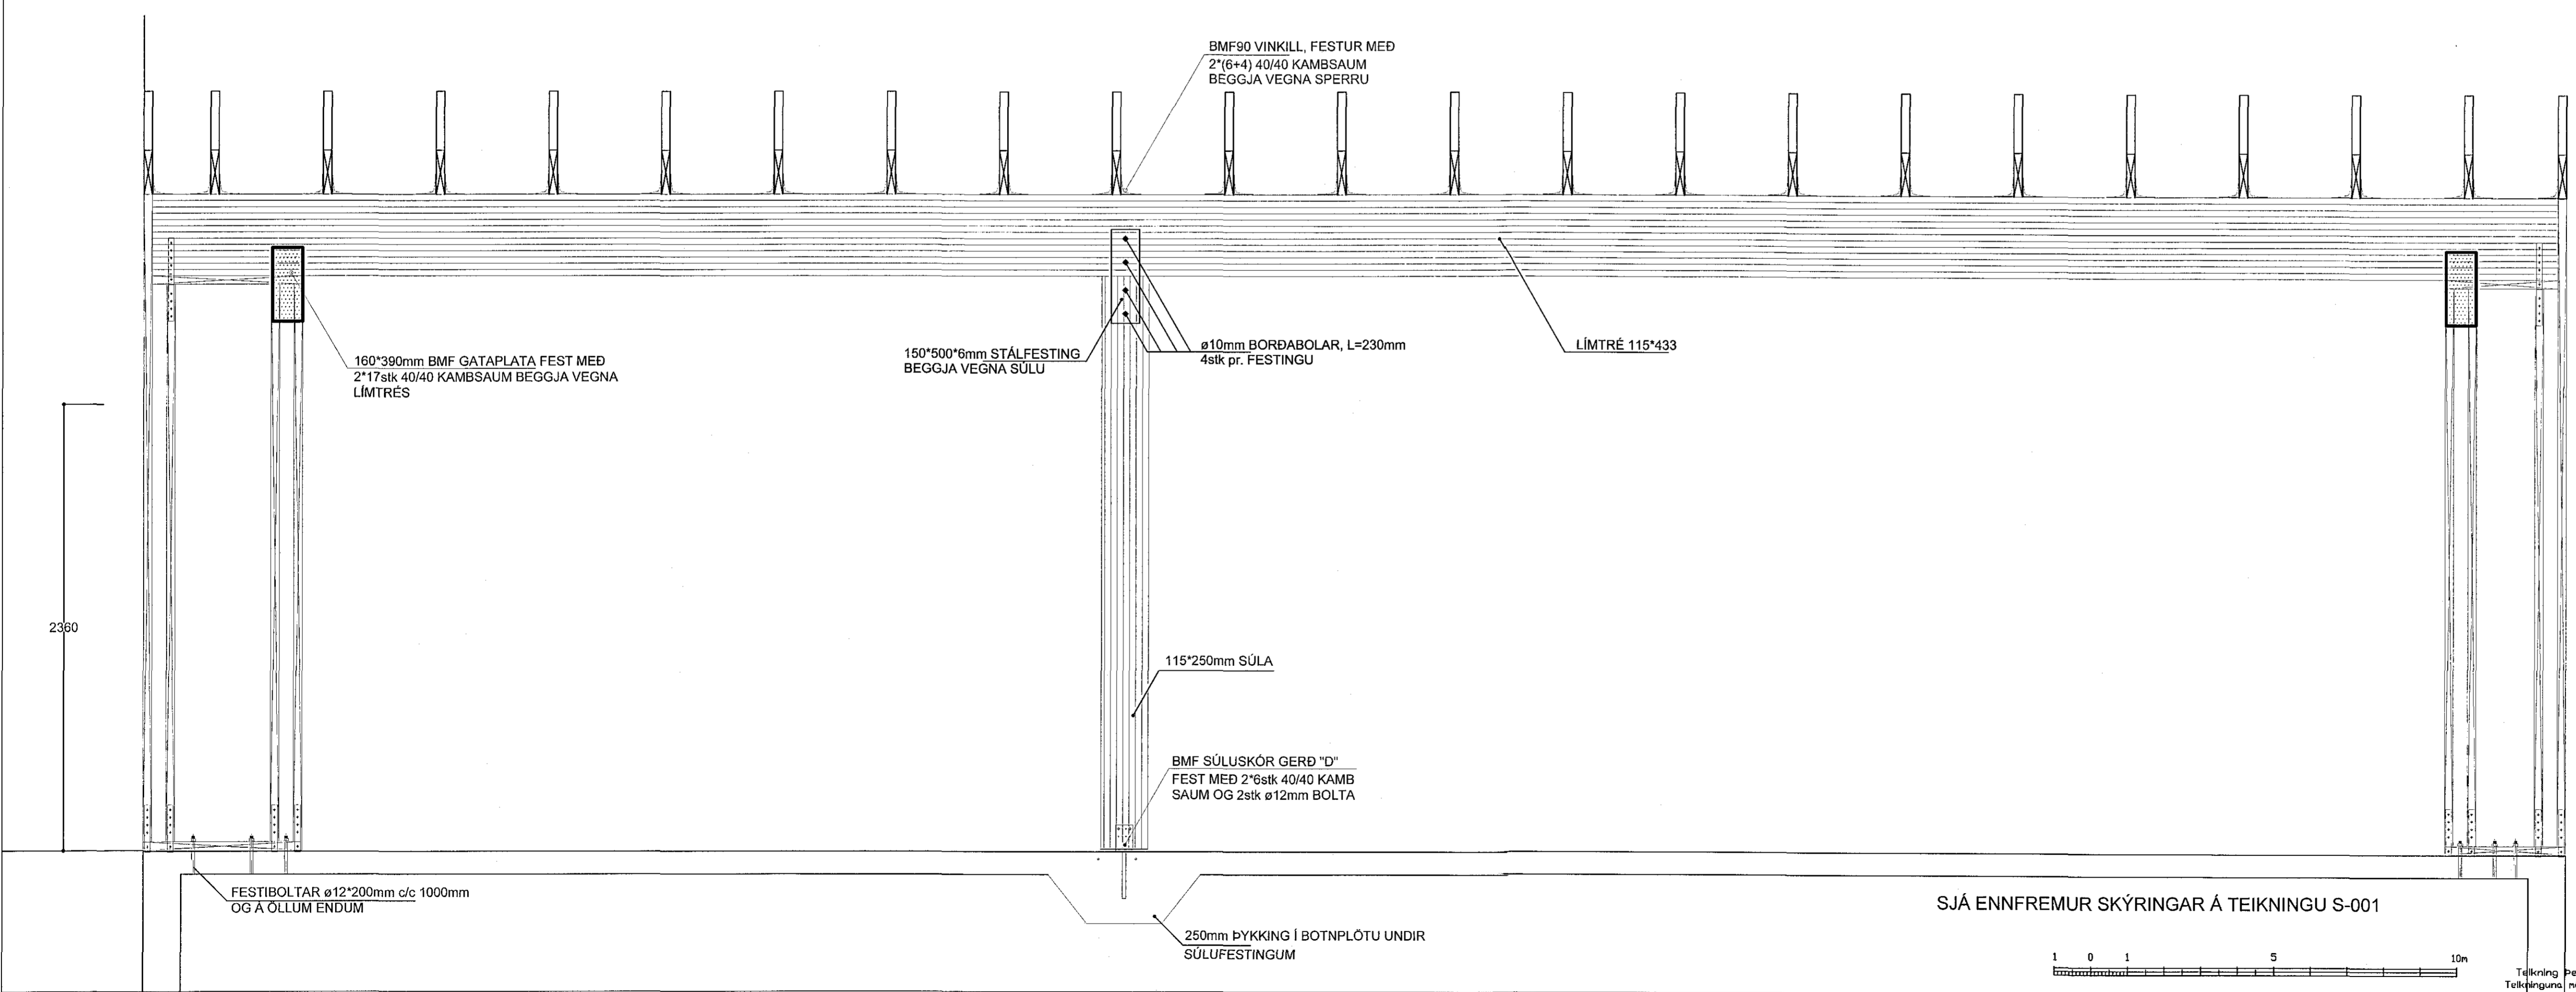 BMF90 VINKILL, FESTUR MEÐ
2*(6+4) 40/40 KAMBSAUM
BEGGJA VEGNA SPERRU
160*390mm BMF GATAPLATA FEST MEÐ
2*17stk 40/40 KAMBSAUM BEGGJA VEGNA
LÍMTRÉS
150*500*6mm STÁLFESTING
BEGGJA VEGNA SÚLU
ø10mm BORÐABOLAR, L=230mm
4stk pr. FESTINGU
LÍMTRÉ 115*433
2360
115*250mm SÚLA
BMF SÚLUSKÓR GERÐ "D"
FEST MEÐ 2*6stk 40/40 KAMB
SAUM OG 2stk ø12mm BOLTA
FESTIBOLTAR ø12*200mm c/c 1000mm
OG Á ÖLLUM ENDUM
250mm ÞYKKING Í BOTNPLÖTU UNDIR
SÚLUFESTINGUM
SJÁ ENNFREMUR SKÝRINGAR Á TEIKNINGU S-001
1 0 1 5 10m
Teikning
Teikninguna